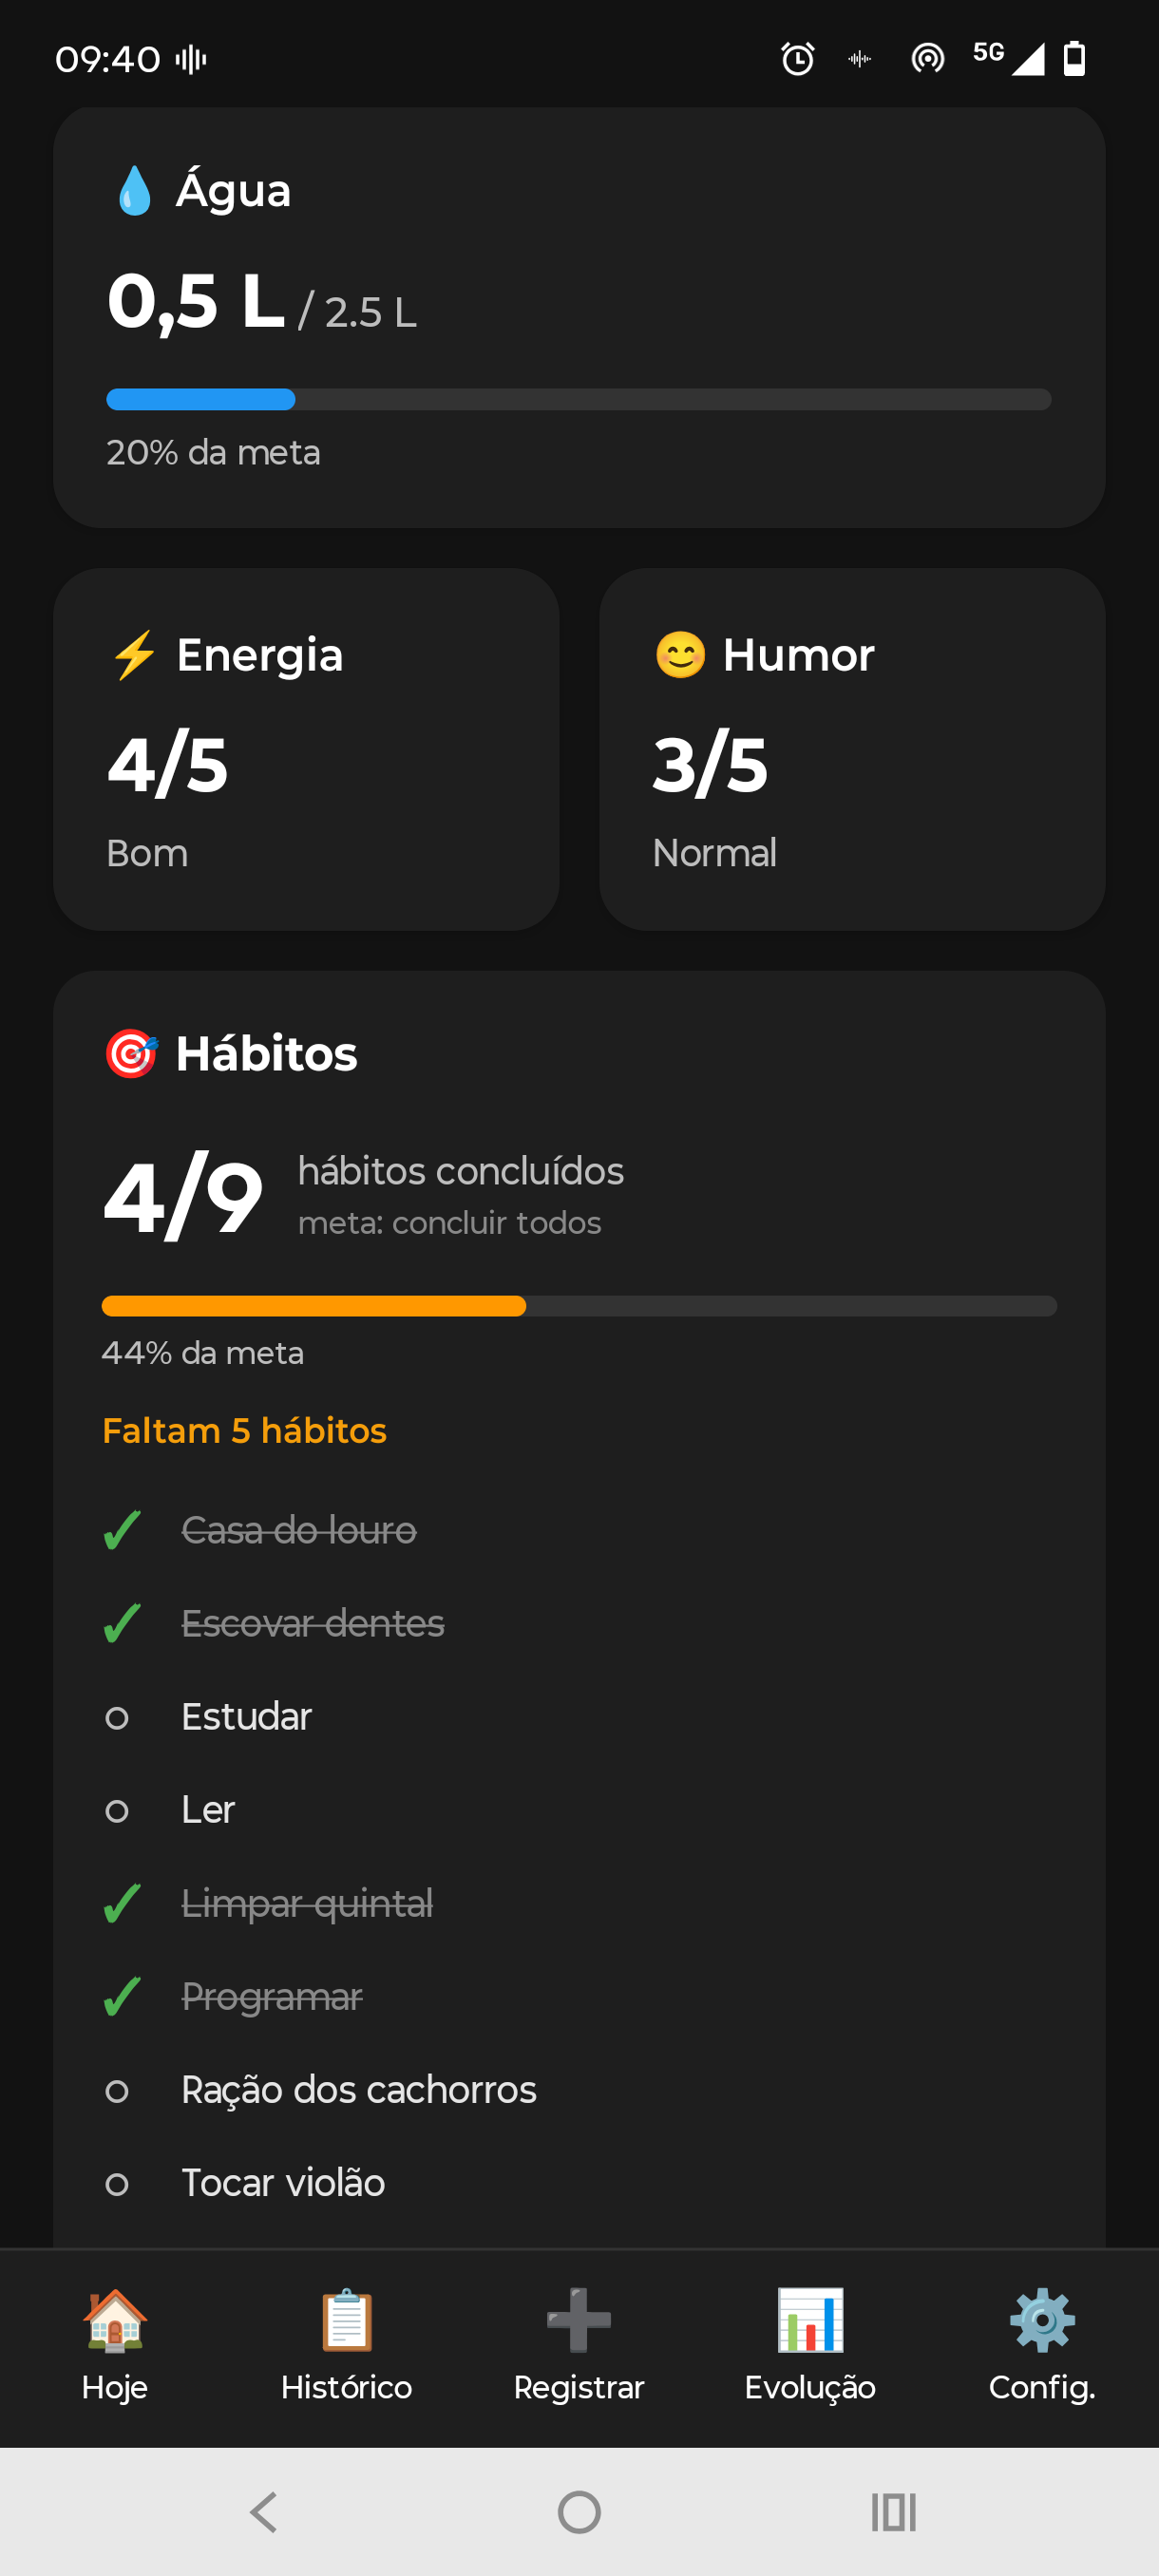 09:40
5G
💧 Água
0,5 L / 2.5 L
20% da meta
⚡ Energia
4/5
Bom
😊 Humor
3/5
Normal
🎯 Hábitos
4/9
hábitos concluídos
meta: concluir todos
44% da meta
Faltam 5 hábitos
✓ Casa do louro
✓ Escovar dentes
○ Estudar
○ Ler
✓ Limpar quintal
✓ Programar
○ Ração dos cachorros
○ Tocar violão
Hoje
Histórico
Registrar
Evolução
Config.